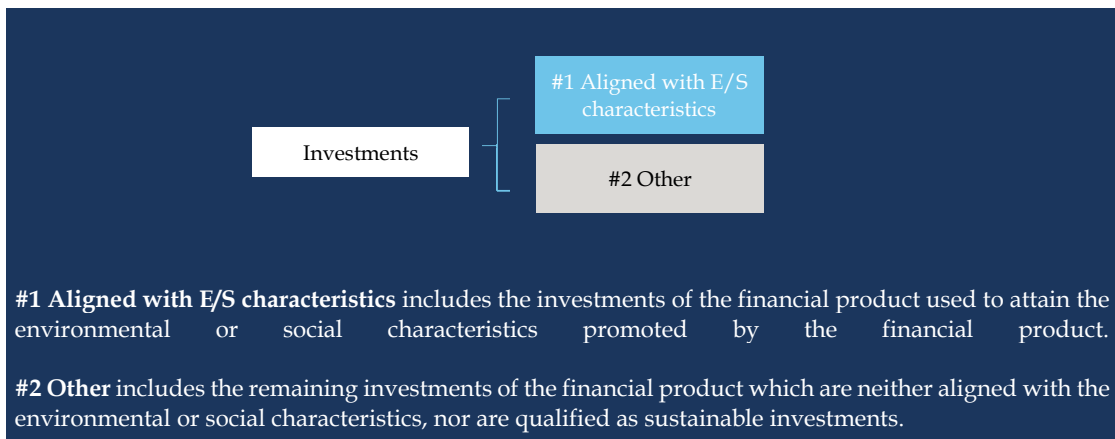 #1 Aligned with E/S
characteristics
Investments
#2 Other
#1 Aligned with E/S characteristics includes the investments of the financial product used to attain the
environmental or social characteristics promoted by the financial product.
#2 Other includes the remaining investments of the financial product which are neither aligned with the
environmental or social characteristics, nor are qualified as sustainable investments.